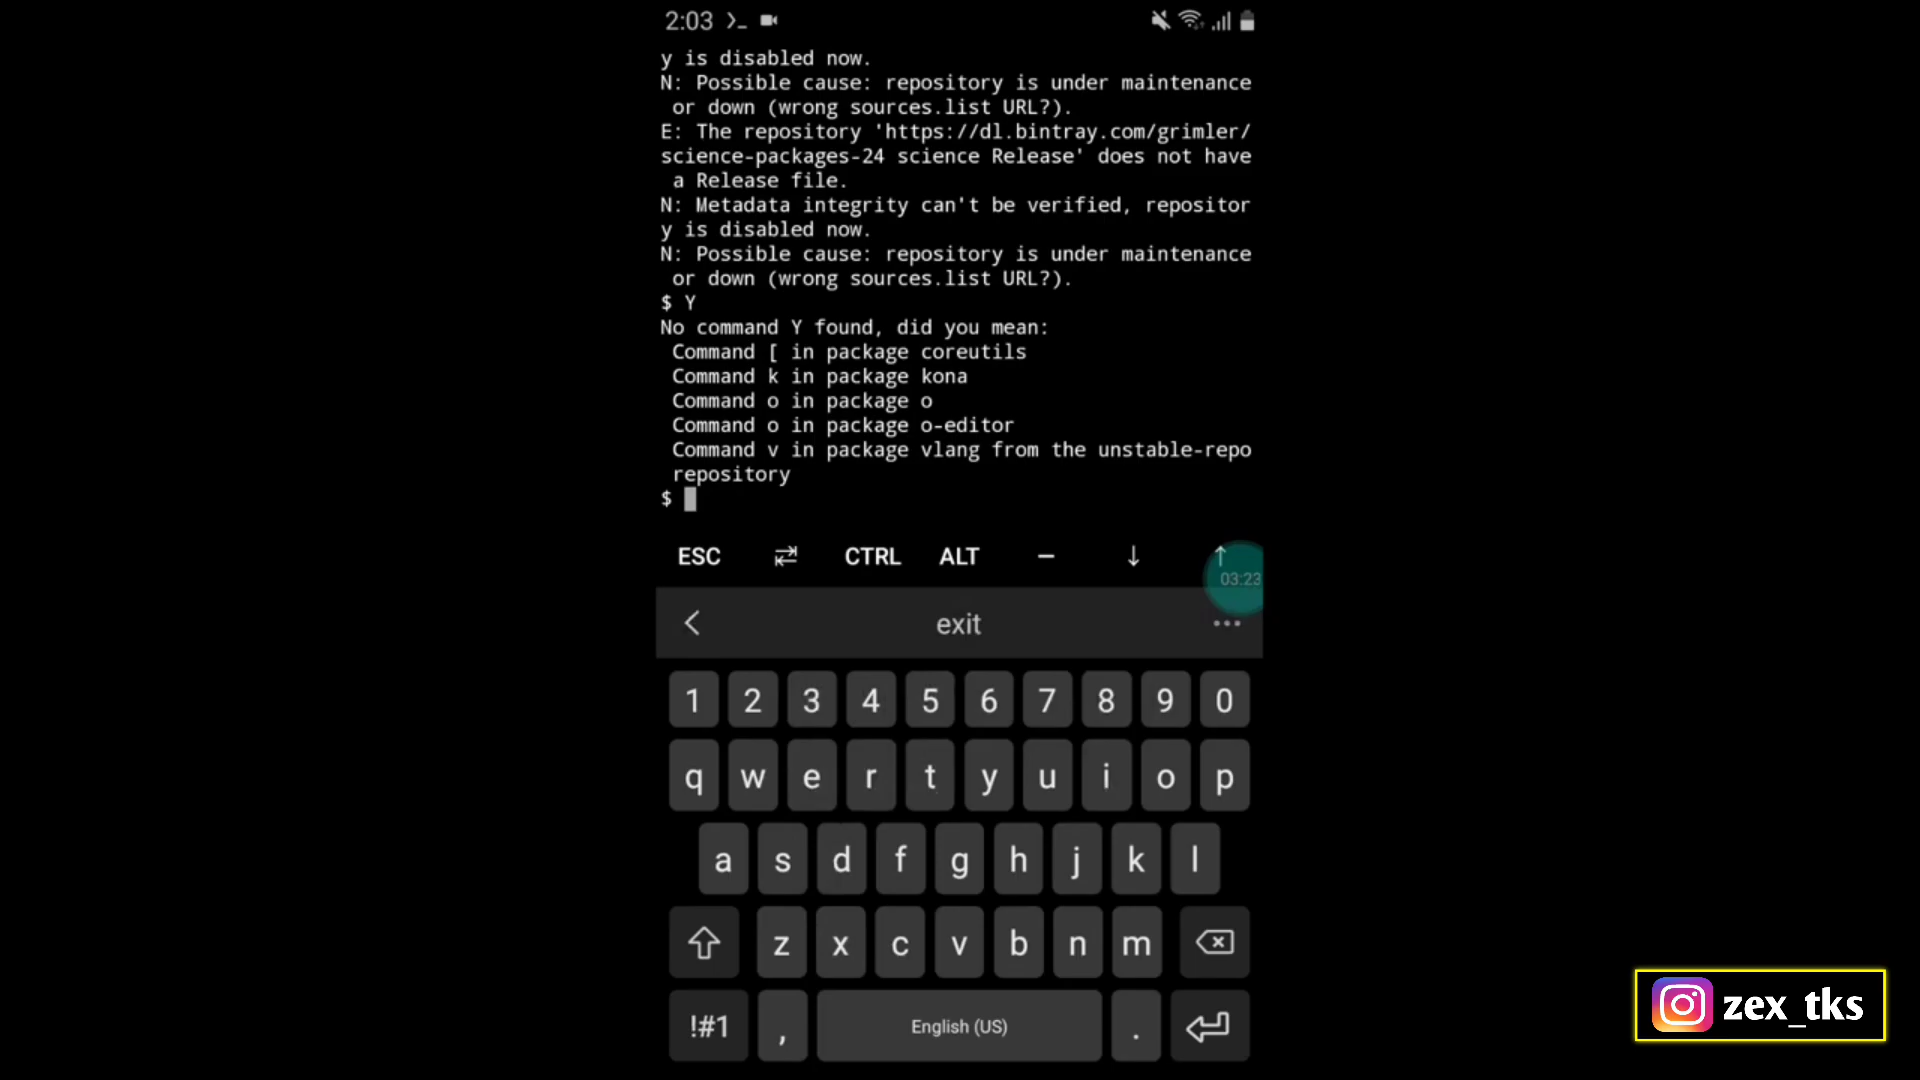 2:03
y is disabled now.
N: Possible cause: repository is under maintenance
or down (wrong sources.list URL?).
E: The repository 'https://dl.bintray.com/grimler/
science-packages-24 science Release' does not have
a Release file.
N: Metadata integrity can't be verified, repositor
y is disabled now.
N: Possible cause: repository is under maintenance
or down (wrong sources.list URL?).
$ Y
No command Y found, did you mean:
Command [ in package coreutils
Command k in package kona
Command o in package o
Command o in package o-editor
Command v in package vlang from the unstable-repo
repository
$
ESC CTRL ALT –
03:23
exit
1 2 3 4 5 6 7 8 9 0
q w e r t y u i o p
a s d f g h j k l
z x c v b n m
!#1 , English (US) .
zex_tks